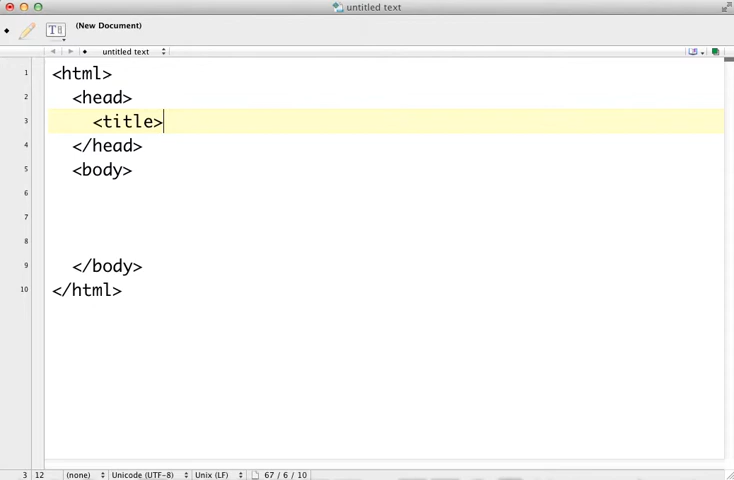 untitled text
(New Document)
untitled text
1 <html>
2 <head>
3 <title>
4 </head>
5 <body>
6
7
8
9 </body>
10 </html>
3 12 (none) Unicode (UTF-8) Unix (LF) 67 / 6 / 10